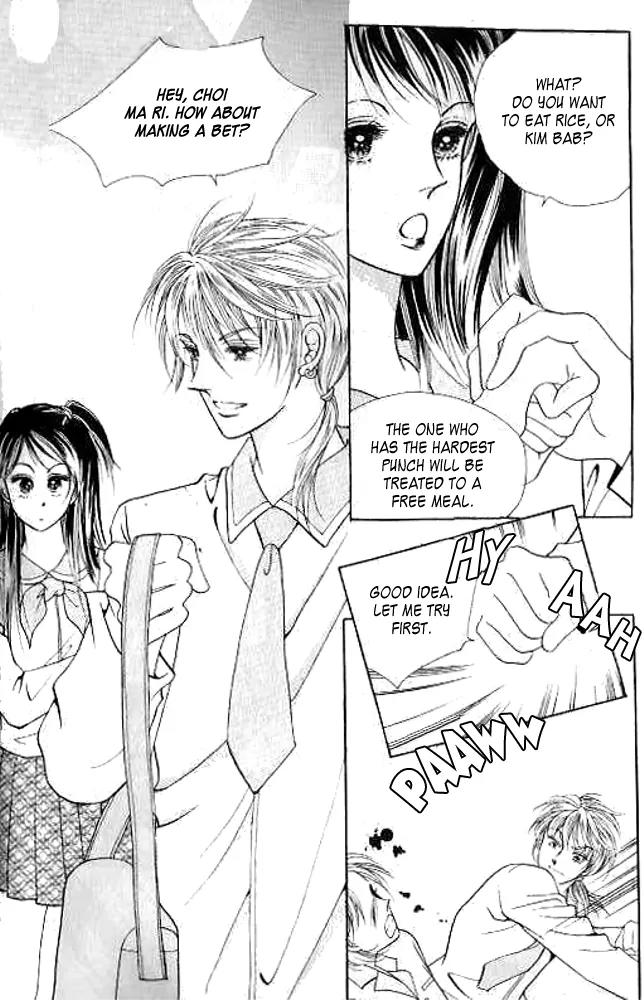 HEY, CHOI
MA RI. HOW ABOUT
MAKING A BET?
WHAT?
DO YOU WANT
TO EAT RICE, OR
KIM BAB?
THE ONE WHO
HAS THE HARDEST
PUNCH WILL BE
TREATED TO A
FREE MEAL.
GOOD IDEA.
LET ME TRY
FIRST.
HY
AAH
PAAWW